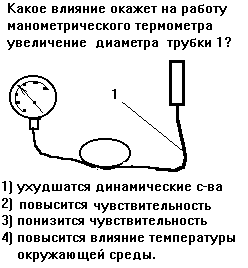 Какое влияние окажет на работу
манометрического термометра
увеличение диаметра трубки 1?
1
1) ухудшатся динамические с-ва
2) повысится чувствительность
3) понизится чувствительность
4) повысится влияние температуры
окружающей среды.